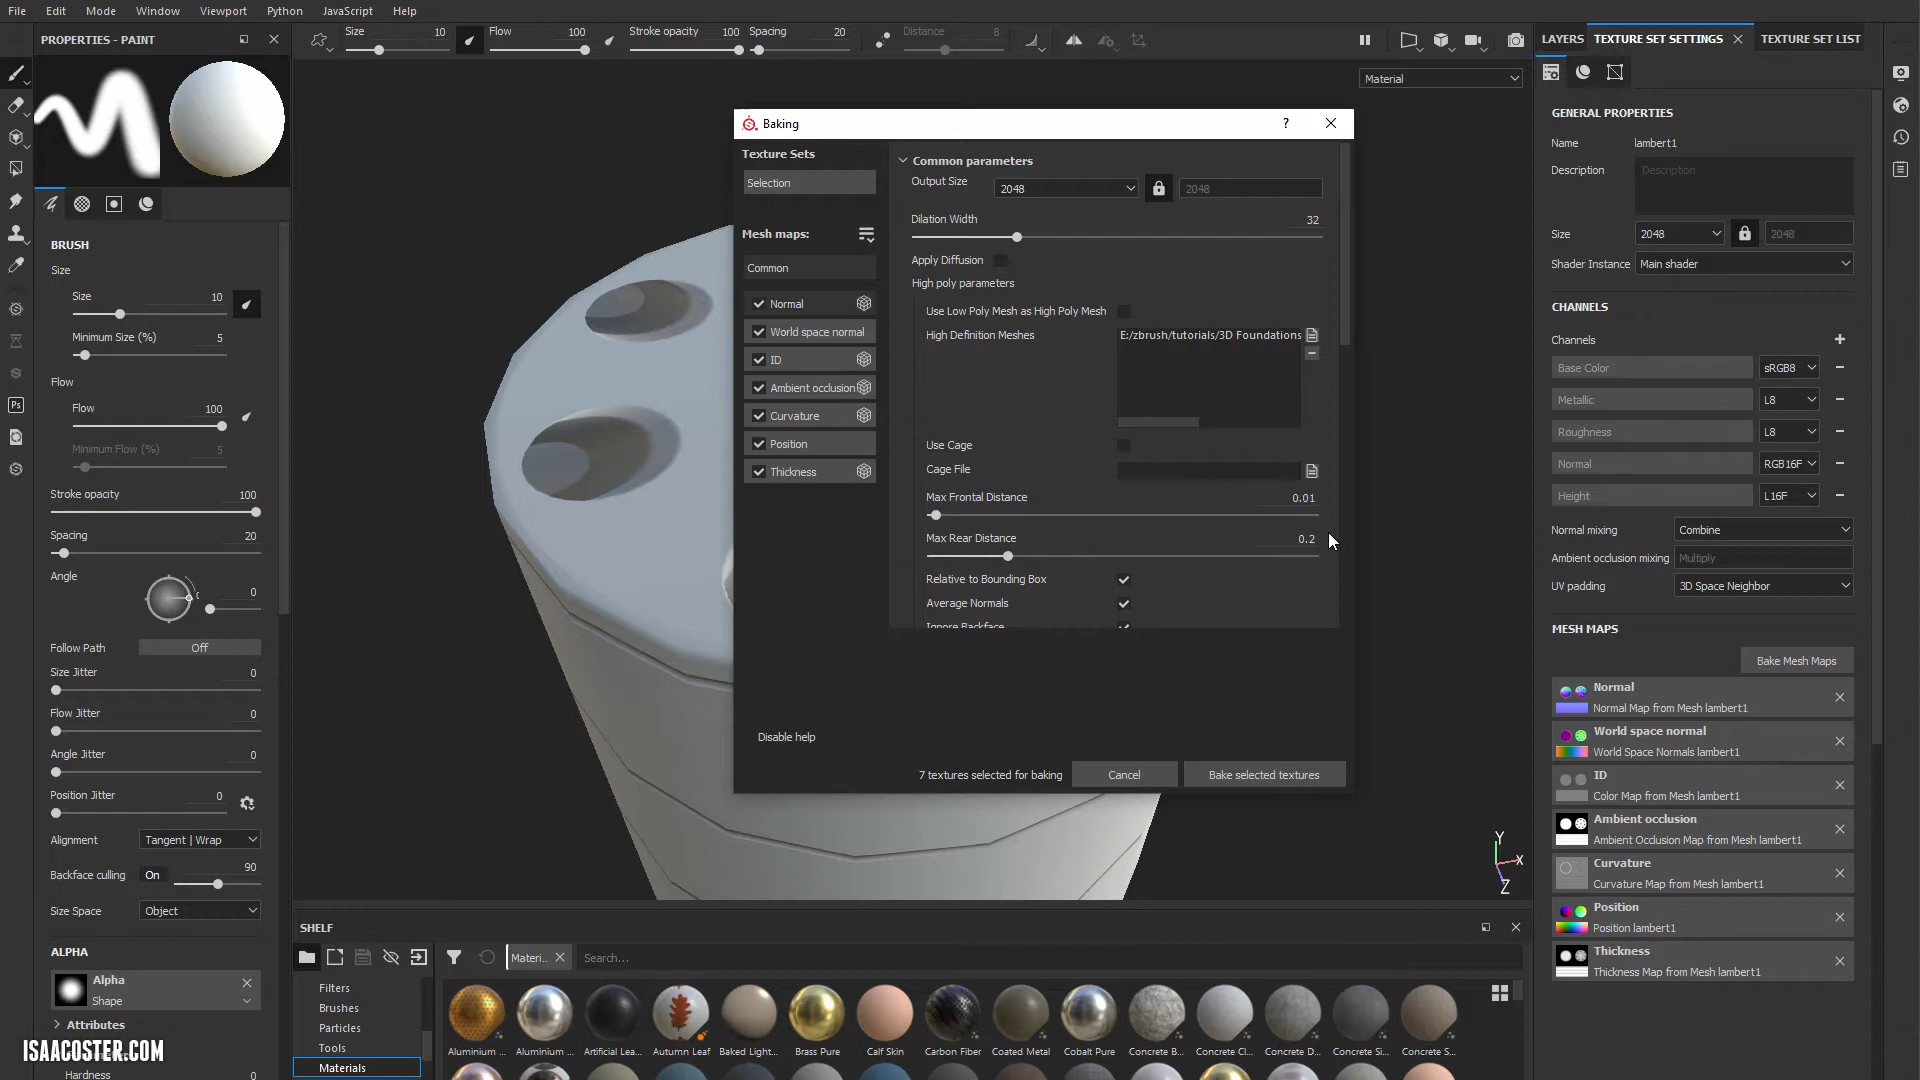 File Edit Mode Window Viewport Python JavaScript Help
PROPERTIES - PAINT
Size 10
Flow 100
Stroke opacity 100
Spacing 20
Distance 8
LAYERS
TEXTURE SET SETTINGS
TEXTURE SET LIST
Material
BRUSH
Size
Size 10
Minimum Size (%) 5
Flow
Flow 100
Minimum Flow (%) 5
Stroke opacity 100
Spacing 20
Angle
0
Follow Path Off
Size Jitter 0
Flow Jitter 0
Angle Jitter 0
Position Jitter 0
Alignment Tangent | Wrap
Backface culling On 90
Size Space Object
ALPHA
Alpha
Shape
Attributes
Hardness 0
ISAACOSTER.COM
Ps
Baking ?
Texture Sets
Selection
Mesh maps:
Common
Normal
World space normal
ID
Ambient occlusion
Curvature
Position
Thickness
Common parameters
Output Size 2048 2048
Dilation Width 32
Apply Diffusion
High poly parameters
Use Low Poly Mesh as High Poly Mesh
High Definition Meshes E:/zbrush/tutorials/3D Foundations
Use Cage
Cage File
Max Frontal Distance 0.01
Max Rear Distance 0.2
Relative to Bounding Box
Average Normals
Ignore Backface
Disable help
7 textures selected for baking
Cancel
Bake selected textures
Y
X
Z
SHELF
Materi..
Search...
Filters
Brushes
Particles
Tools
Materials
Aluminium ... Aluminium ... Artificial Lea... Autumn Leaf Baked Light... Brass Pure Calf Skin Carbon Fiber Coated Metal Cobalt Pure Concrete B... Concrete Cl... Concrete D... Concrete Si... Concrete S...
GENERAL PROPERTIES
Name lambert1
Description Description
Size 2048 2048
Shader Instance Main shader
CHANNELS
Channels
Base Color sRGB8
Metallic L8
Roughness L8
Normal RGB16F
Height L16F
Normal mixing Combine
Ambient occlusion mixing Multiply
UV padding 3D Space Neighbor
MESH MAPS
Bake Mesh Maps
Normal
Normal Map from Mesh lambert1
World space normal
World Space Normals lambert1
ID
Color Map from Mesh lambert1
Ambient occlusion
Ambient Occlusion Map from Mesh lambert1
Curvature
Curvature Map from Mesh lambert1
Position
Position lambert1
Thickness
Thickness Map from Mesh lambert1